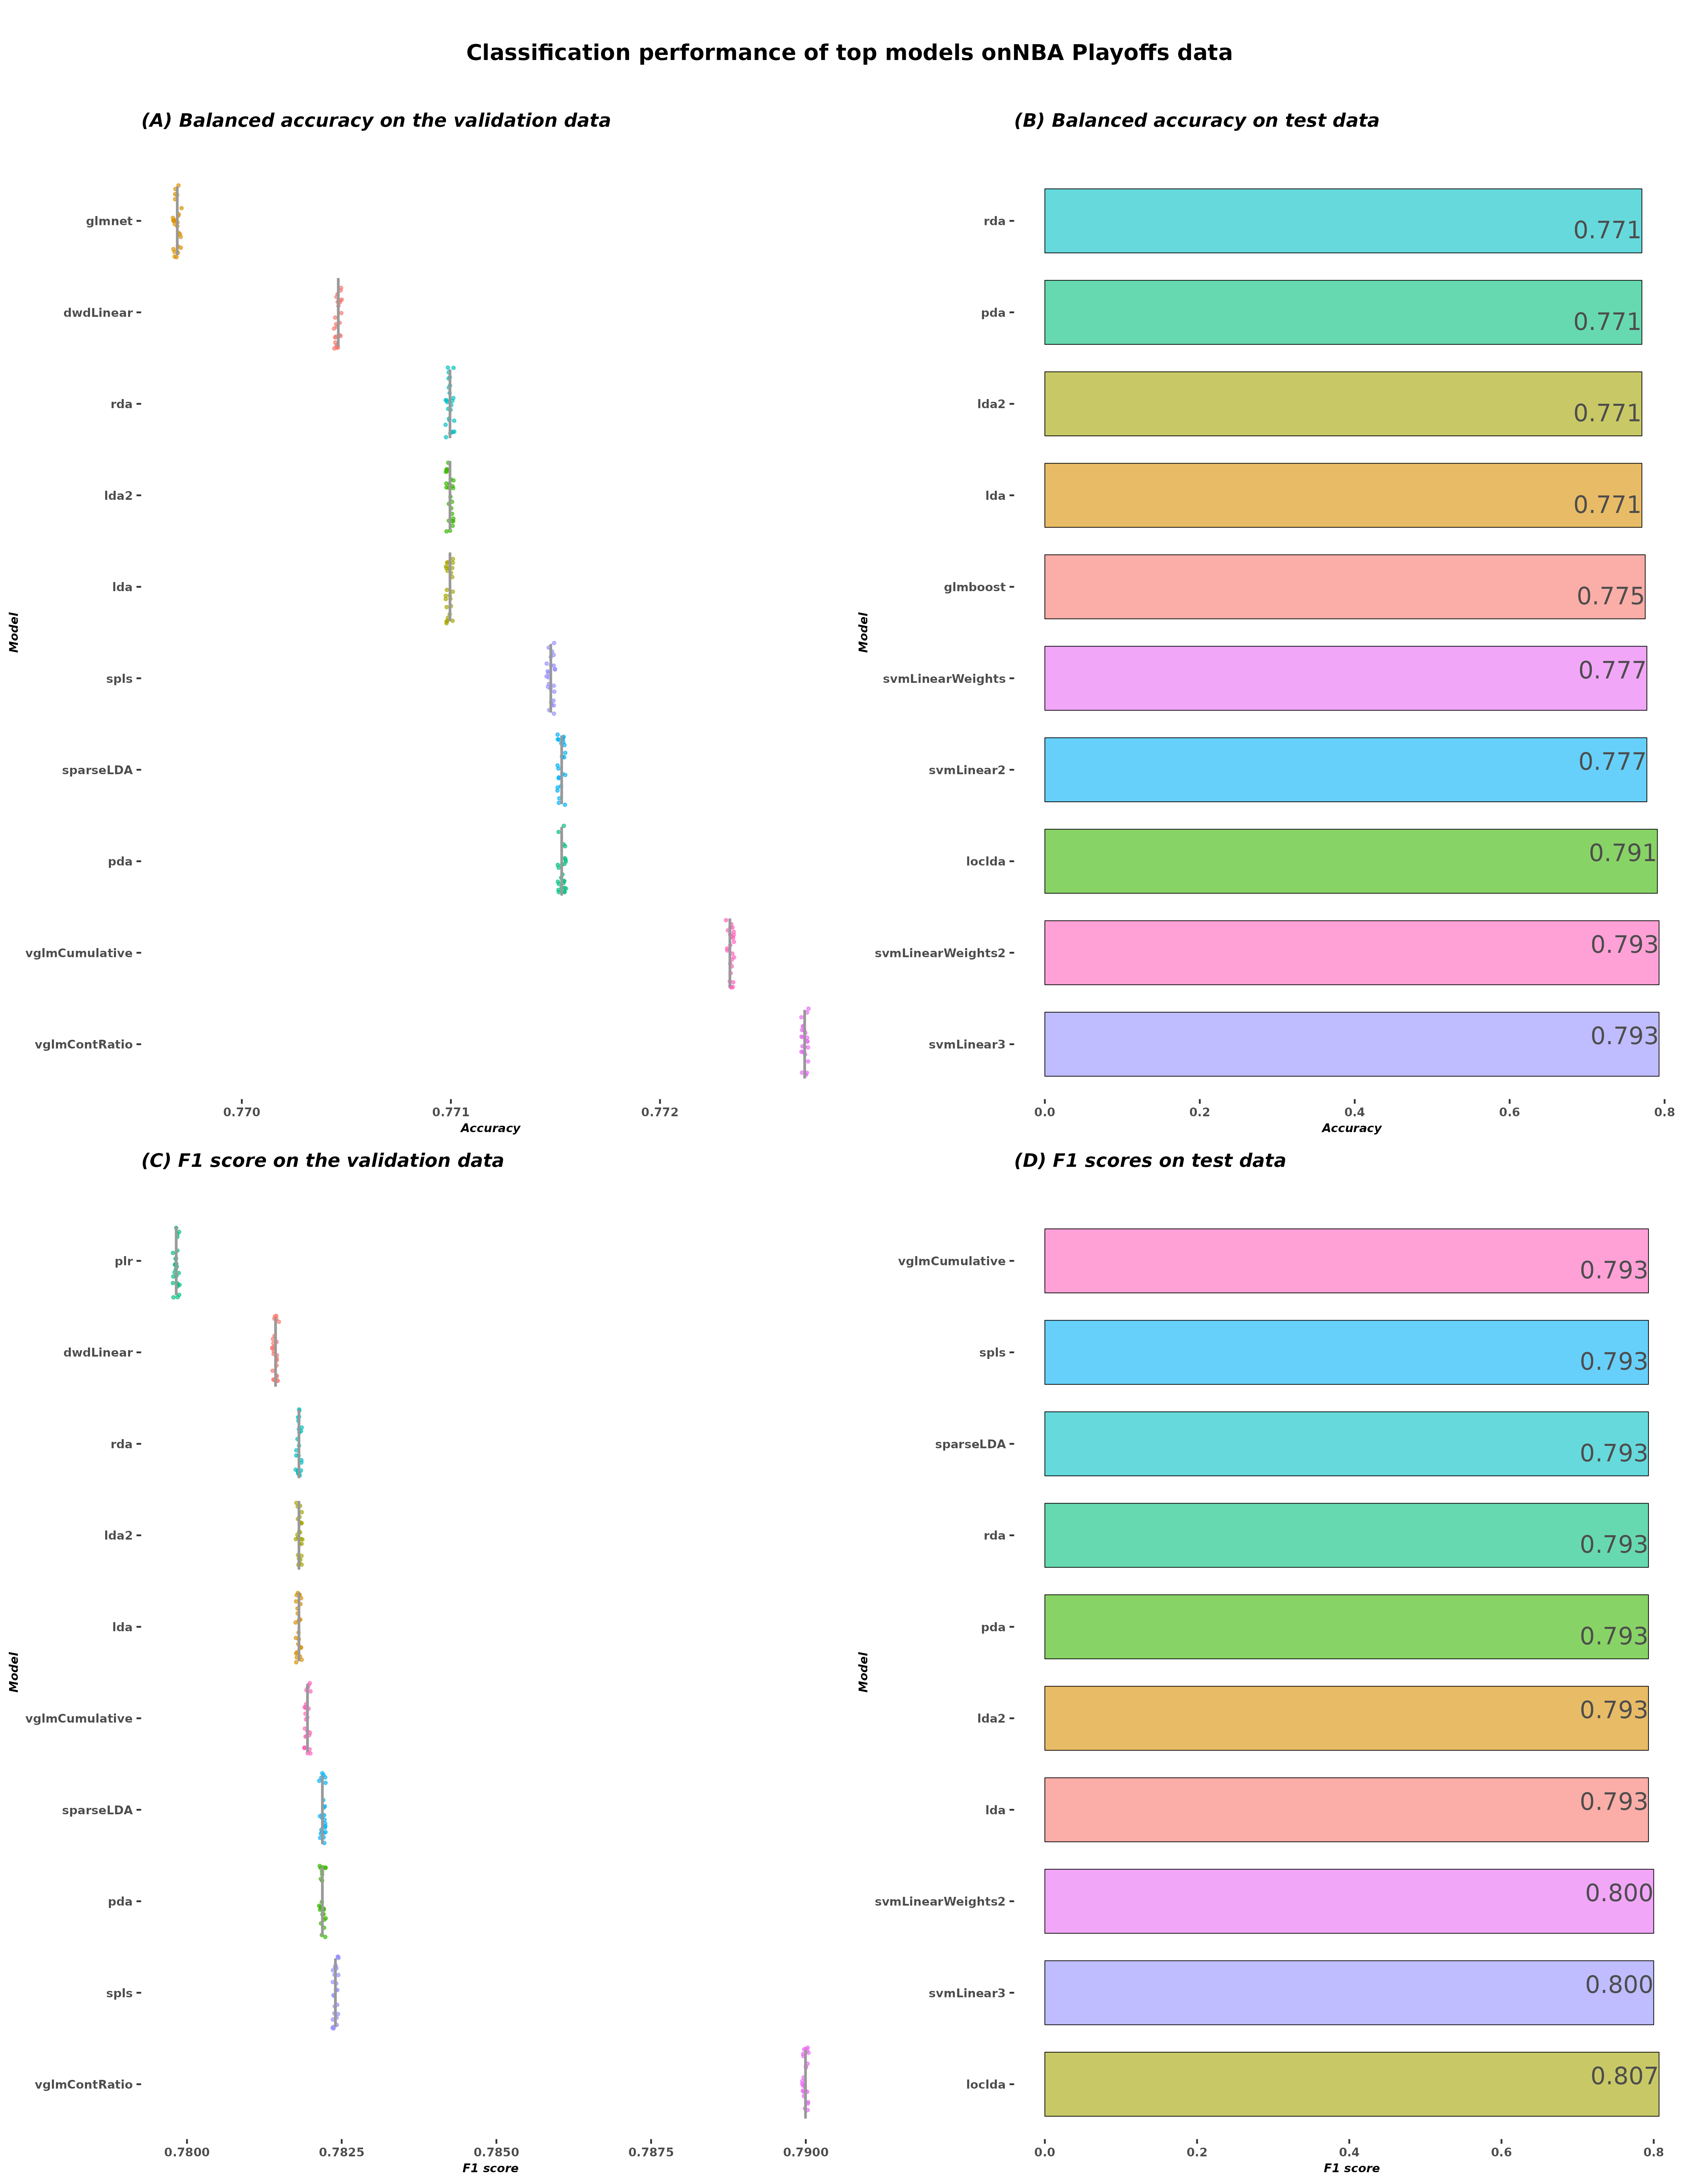 Classification performance of top models onNBA Playoffs data
(A) Balanced accuracy on the validation data
Model
glmnet
dwdLinear
rda
lda2
lda
spls
sparseLDA
pda
vglmCumulative
vglmContRatio
0.770 0.771 0.772
Accuracy
(B) Balanced accuracy on test data
Model
rda 0.771
pda 0.771
lda2 0.771
lda 0.771
glmboost 0.775
svmLinearWeights 0.777
svmLinear2 0.777
loclda 0.791
svmLinearWeights2 0.793
svmLinear3 0.793
0.0 0.2 0.4 0.6 0.8
Accuracy
(C) F1 score on the validation data
Model
plr
dwdLinear
rda
lda2
lda
vglmCumulative
sparseLDA
pda
spls
vglmContRatio
0.7800 0.7825 0.7850 0.7875 0.7900
F1 score
(D) F1 scores on test data
Model
vglmCumulative 0.793
spls 0.793
sparseLDA 0.793
rda 0.793
pda 0.793
lda2 0.793
lda 0.793
svmLinearWeights2 0.800
svmLinear3 0.800
loclda 0.807
0.0 0.2 0.4 0.6 0.8
F1 score